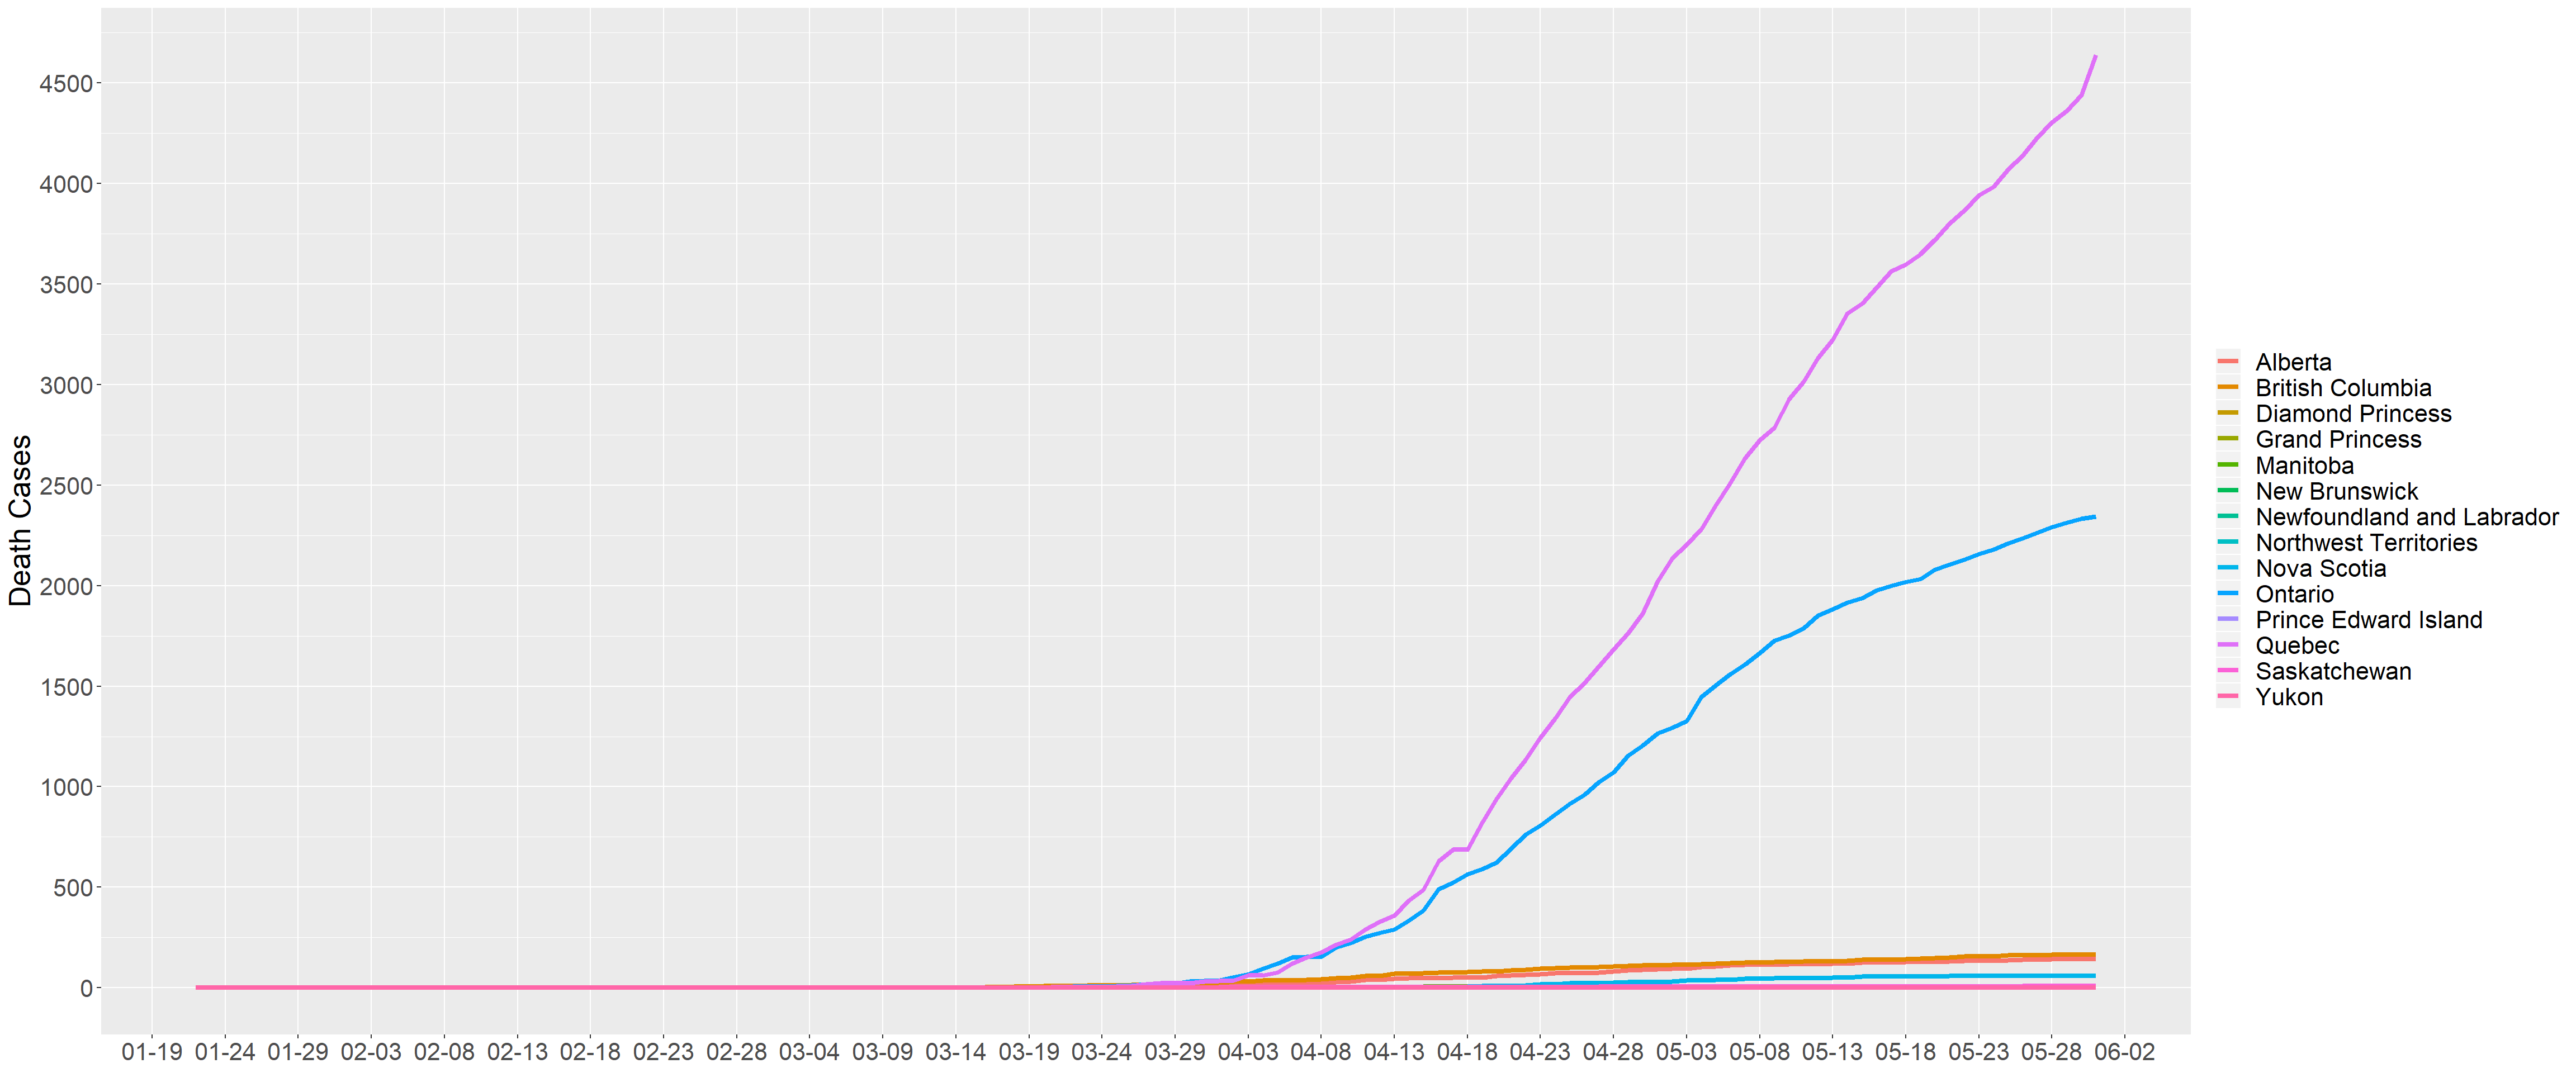 Death Cases
4500
4000
3500
3000
2500
2000
1500
1000
500
0
01-19 01-24 01-29 02-03 02-08 02-13 02-18 02-23 02-28 03-04 03-09 03-14 03-19 03-24 03-29 04-03 04-08 04-13 04-18 04-23 04-28 05-03 05-08 05-13 05-18 05-23 05-28 06-02
Alberta
British Columbia
Diamond Princess
Grand Princess
Manitoba
New Brunswick
Newfoundland and Labrador
Northwest Territories
Nova Scotia
Ontario
Prince Edward Island
Quebec
Saskatchewan
Yukon